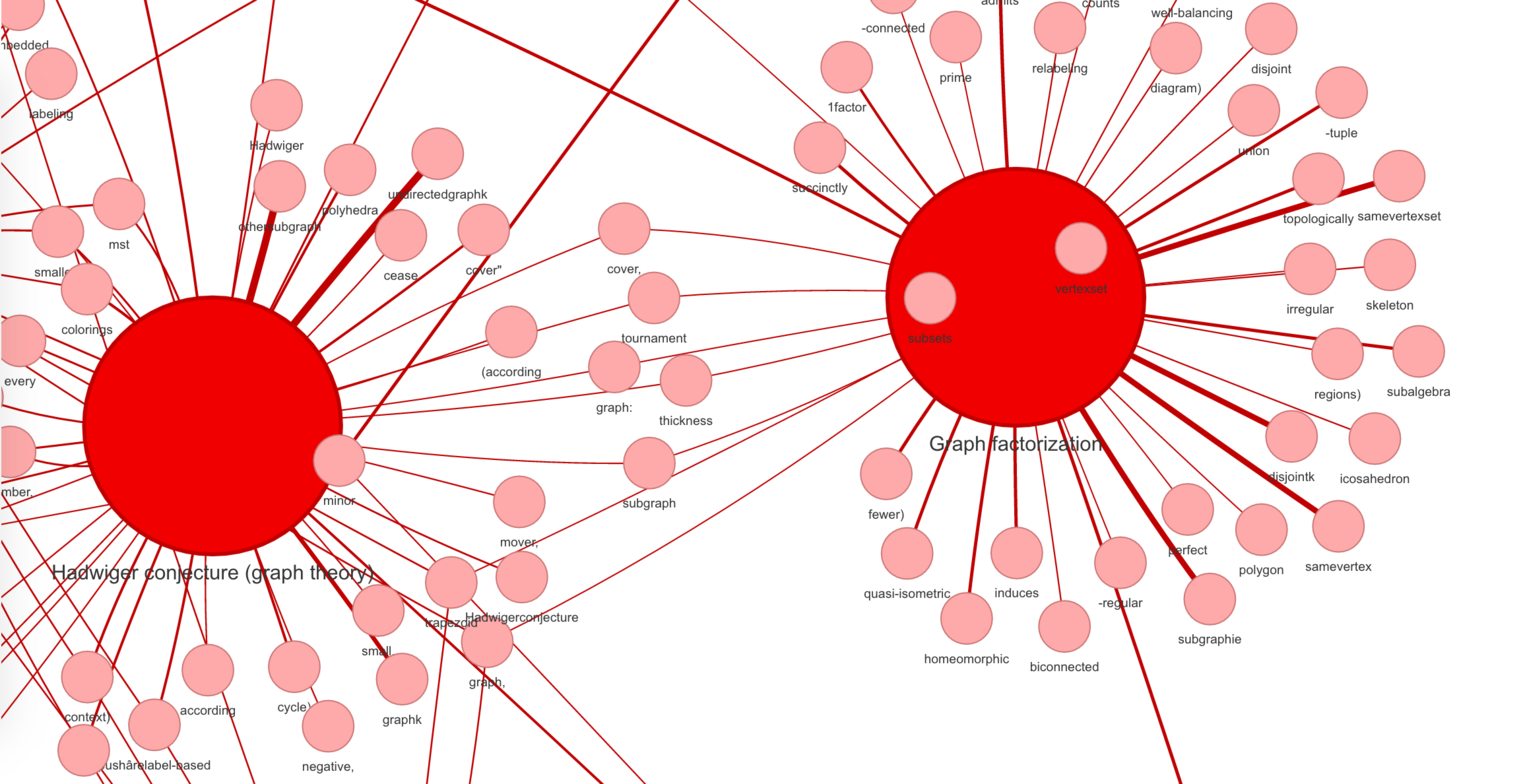 admits
counts
-connected
well-balancing
nbedded
prime
relabeling
disjoint
diagram)
labeling
1factor
-tuple
Hadwiger
union
succinctly
undirectedgraphk
polyhedra
topologically
samevertexset
othersubgraph
mst
cease
cover"
cover,
vertexset
irregular
skeleton
colorings
tournament
subsets
every
(according
regions)
subalgebra
graph:
thickness
Graph factorization
disjointk
icosahedron
mber,
minor
subgraph
fewer)
mover,
perfect
polygon
samevertex
Hadwiger conjecture (graph theory)
quasi-isometric
induces
-regular
trapezoid
Hadwigerconjecture
subgraphie
small
homeomorphic
biconnected
graph,
context)
according
cycle)
graphk
ushârelabel-based
negative,